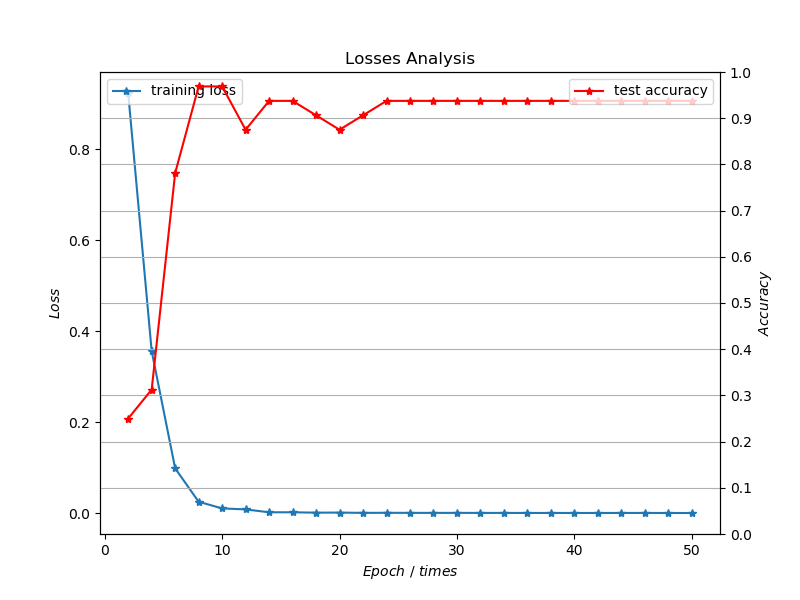 Losses Analysis
training loss
test accuracy
1.0
0.9
0.8
0.7
0.6
0.5
0.4
0.3
0.2
0.1
0.0
Accuracy
0.8
0.6
0.4
0.2
0.0
Loss
0 10 20 30 40 50
Epoch / times